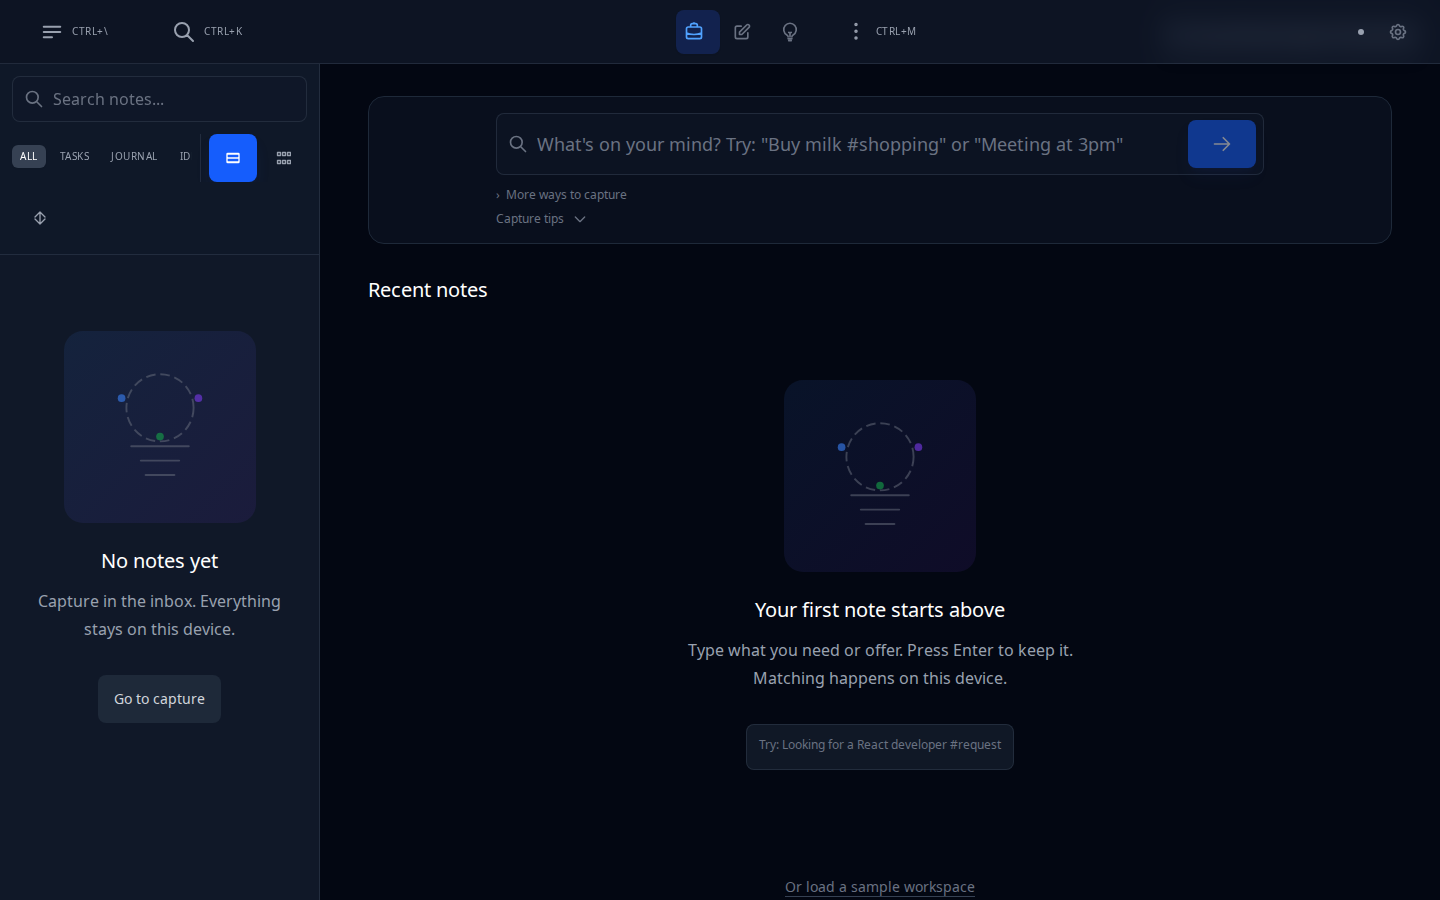 CTRL+\
CTRL+K
CTRL+M
Search notes...
ALL TASKS JOURNAL ID
What's on your mind? Try: "Buy milk #shopping" or "Meeting at 3pm"
› More ways to capture
Capture tips
Recent notes
No notes yet
Capture in the inbox. Everything
stays on this device.
Go to capture
Your first note starts above
Type what you need or offer. Press Enter to keep it.
Matching happens on this device.
Try: Looking for a React developer #request
Or load a sample workspace